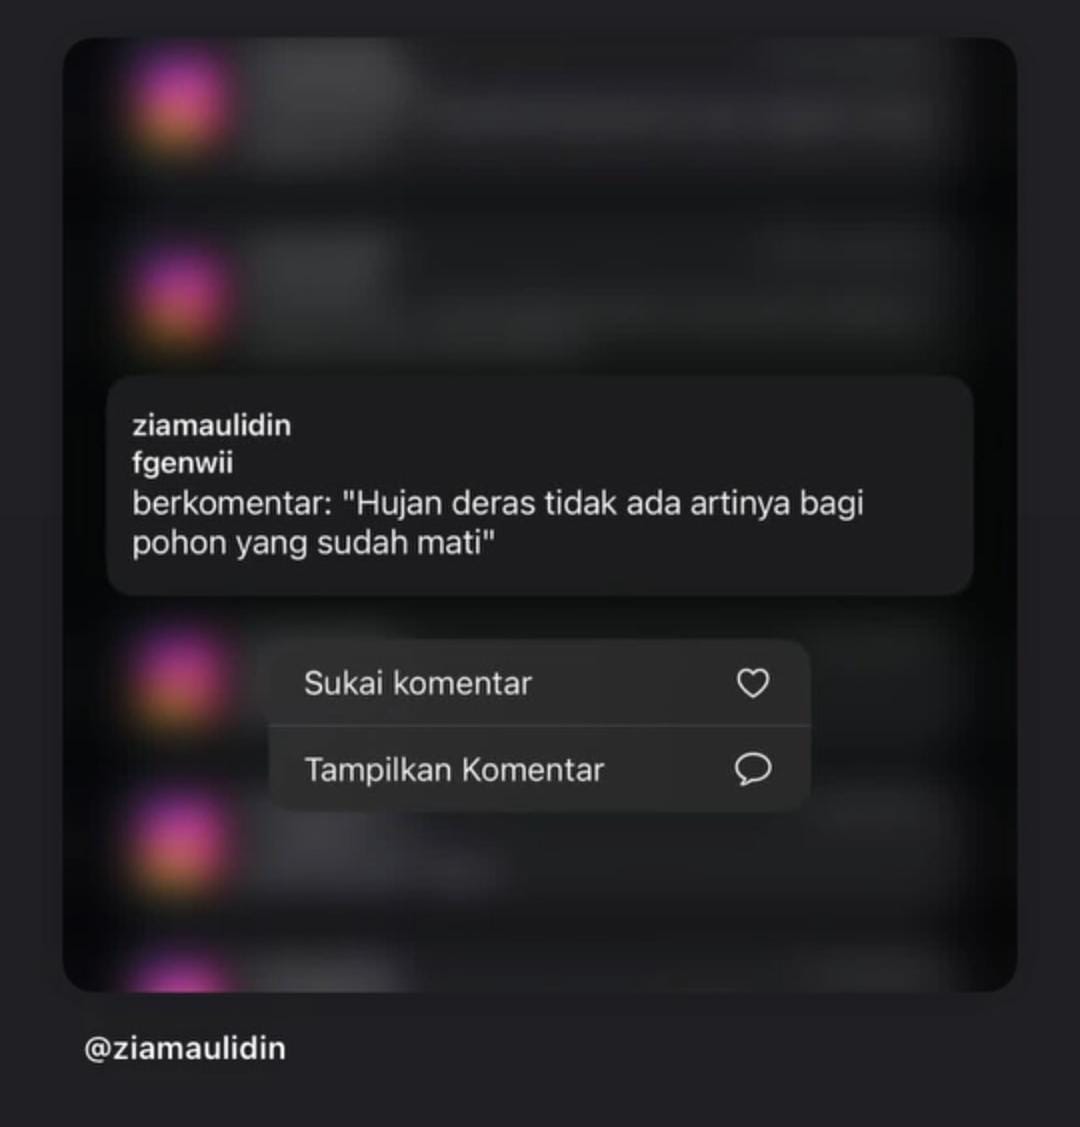 ziamaulidin
fgenwii
berkomentar: "Hujan deras tidak ada artinya bagi
pohon yang sudah mati"
Sukai komentar
Tampilkan Komentar
@ziamaulidin